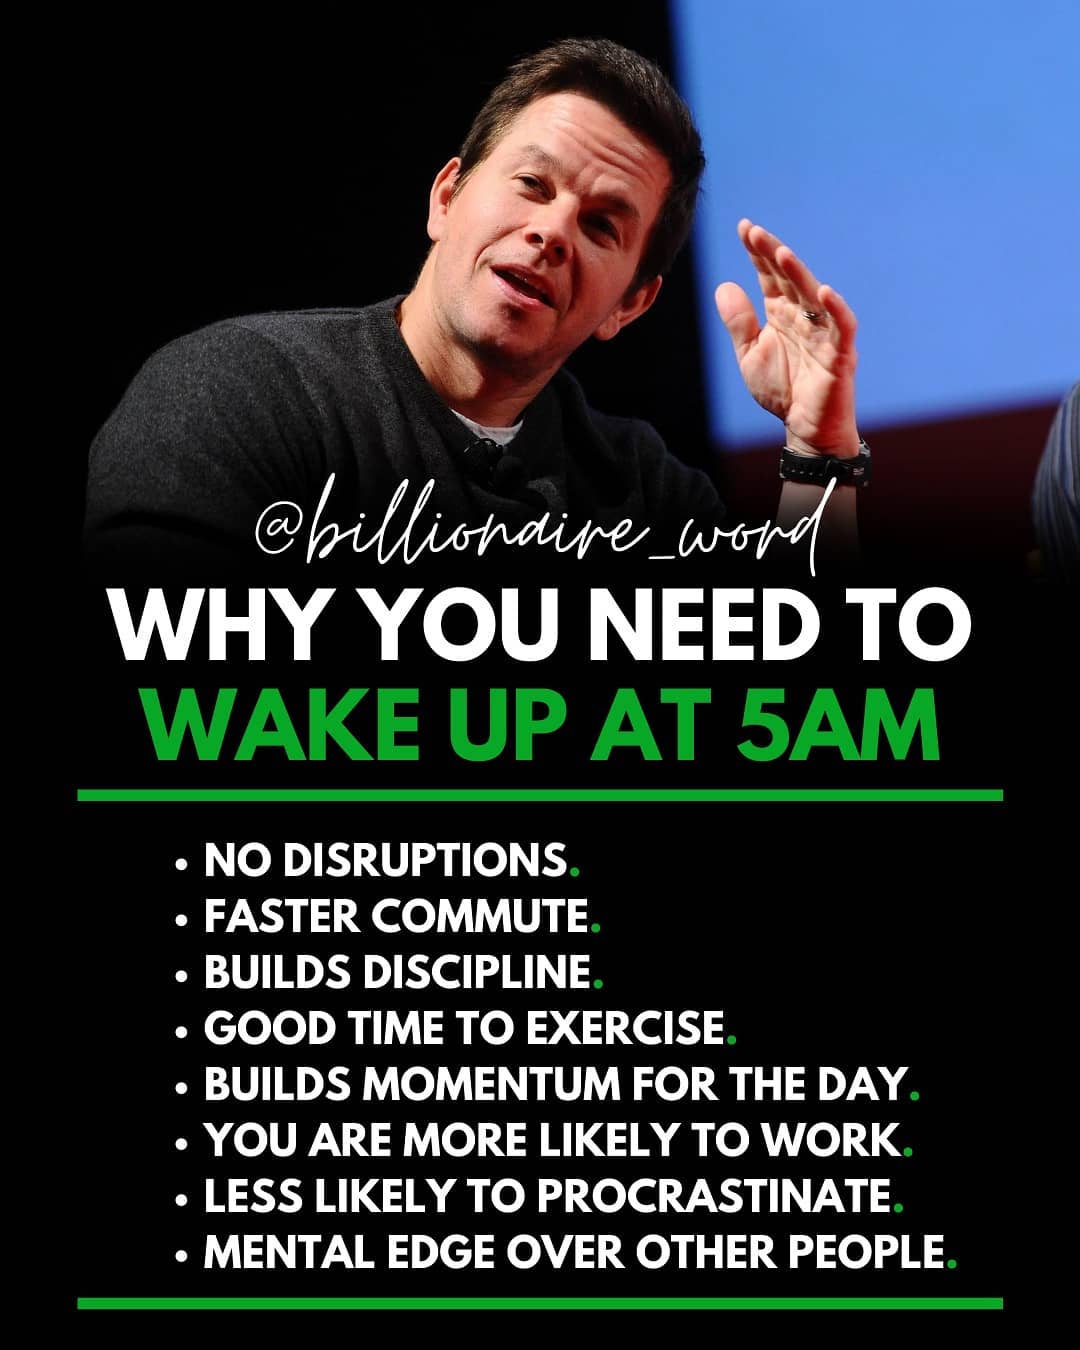 @billionaire_word
WHY YOU NEED TO
WAKE UP AT 5AM
• NO DISRUPTIONS.
• FASTER COMMUTE.
• BUILDS DISCIPLINE.
• GOOD TIME TO EXERCISE.
• BUILDS MOMENTUM FOR THE DAY.
• YOU ARE MORE LIKELY TO WORK.
• LESS LIKELY TO PROCRASTINATE.
• MENTAL EDGE OVER OTHER PEOPLE.